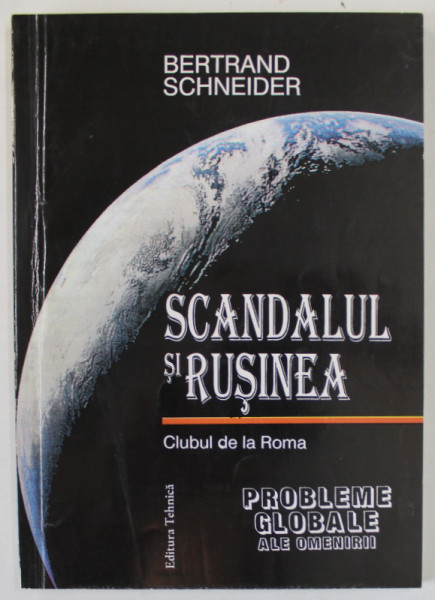 BERTRAND
SCHNEIDER
SCANDALUL
ŞI RUŞINEA
Clubul de la Roma
Editura Tehnică
PROBLEME
GLOBALE
ALE OMENIRII